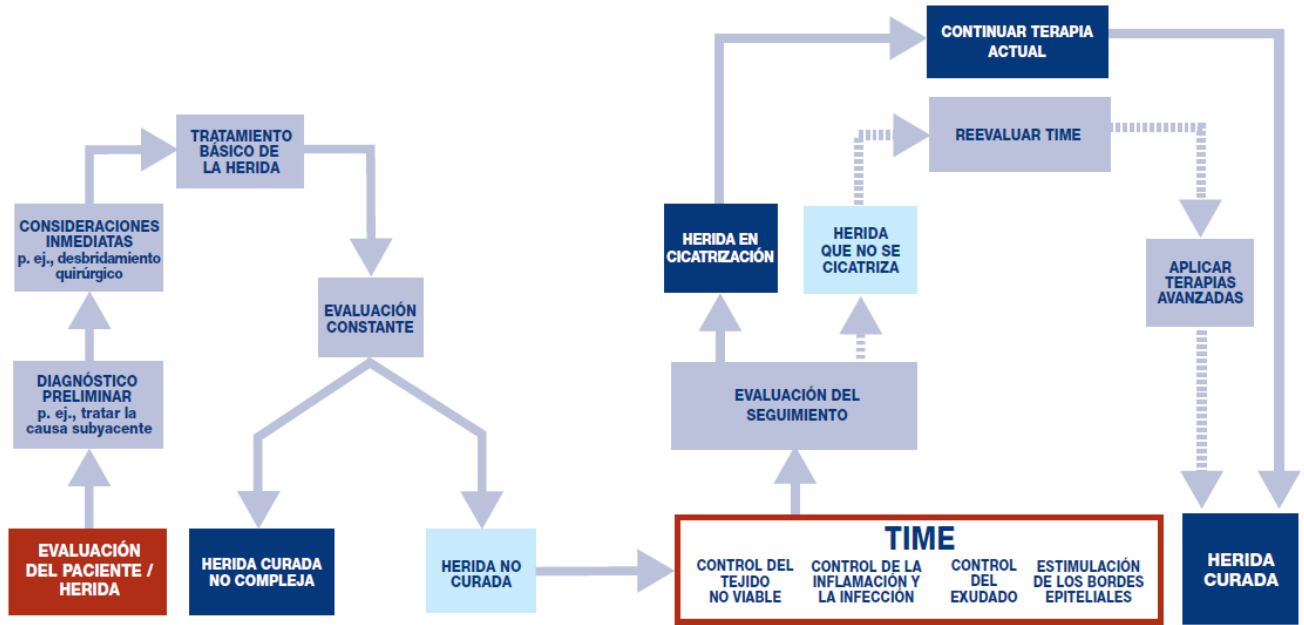 EVALUACIÓN
DEL PACIENTE /
HERIDA
DIAGNÓSTICO
PRELIMINAR
p. ej., tratar la
causa subyacente
CONSIDERACIONES
INMEDIATAS
p. ej., desbridamiento
quirúrgico
TRATAMIENTO
BÁSICO DE
LA HERIDA
EVALUACIÓN
CONSTANTE
HERIDA CURADA
NO COMPLEJA
HERIDA NO
CURADA
TIME
CONTROL DEL
TEJIDO
NO VIABLE
CONTROL DE LA
INFLAMACIÓN Y
LA INFECCIÓN
CONTROL
DEL
EXUDADO
ESTIMULACIÓN
DE LOS BORDES
EPITELIALES
EVALUACIÓN DEL
SEGUIMIENTO
HERIDA EN
CICATRIZACIÓN
HERIDA
QUE NO SE
CICATRIZA
CONTINUAR TERAPIA
ACTUAL
REEVALUAR TIME
APLICAR
TERAPIAS
AVANZADAS
HERIDA
CURADA